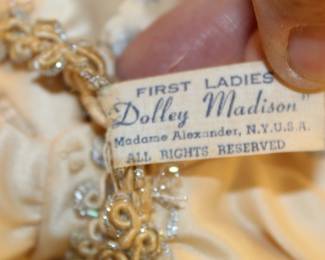 FIRST LADIES
"Dolley Madison"
Madame Alexander, N.Y.U.S.A.
ALL RIGHTS RESERVED